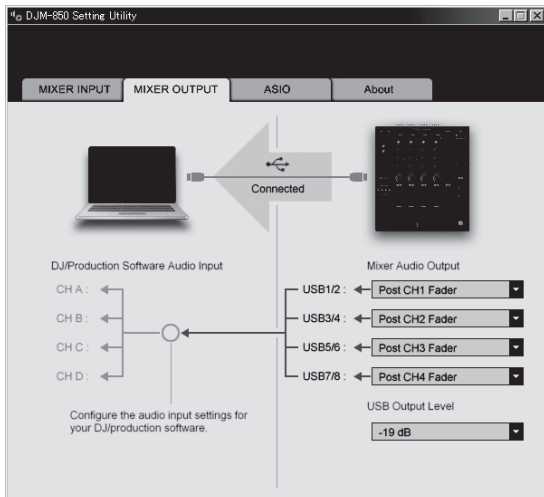 DJM-850 Setting Utility
MIXER INPUT
MIXER OUTPUT
ASIO
About
Connected
DJ/Production Software Audio Input
CH A :
CH B :
CH C :
CH D :
Configure the audio input settings for
your DJ/production software.
Mixer Audio Output
USB1/2 : Post CH1 Fader
USB3/4 : Post CH2 Fader
USB5/6 : Post CH3 Fader
USB7/8 : Post CH4 Fader
USB Output Level
-19 dB